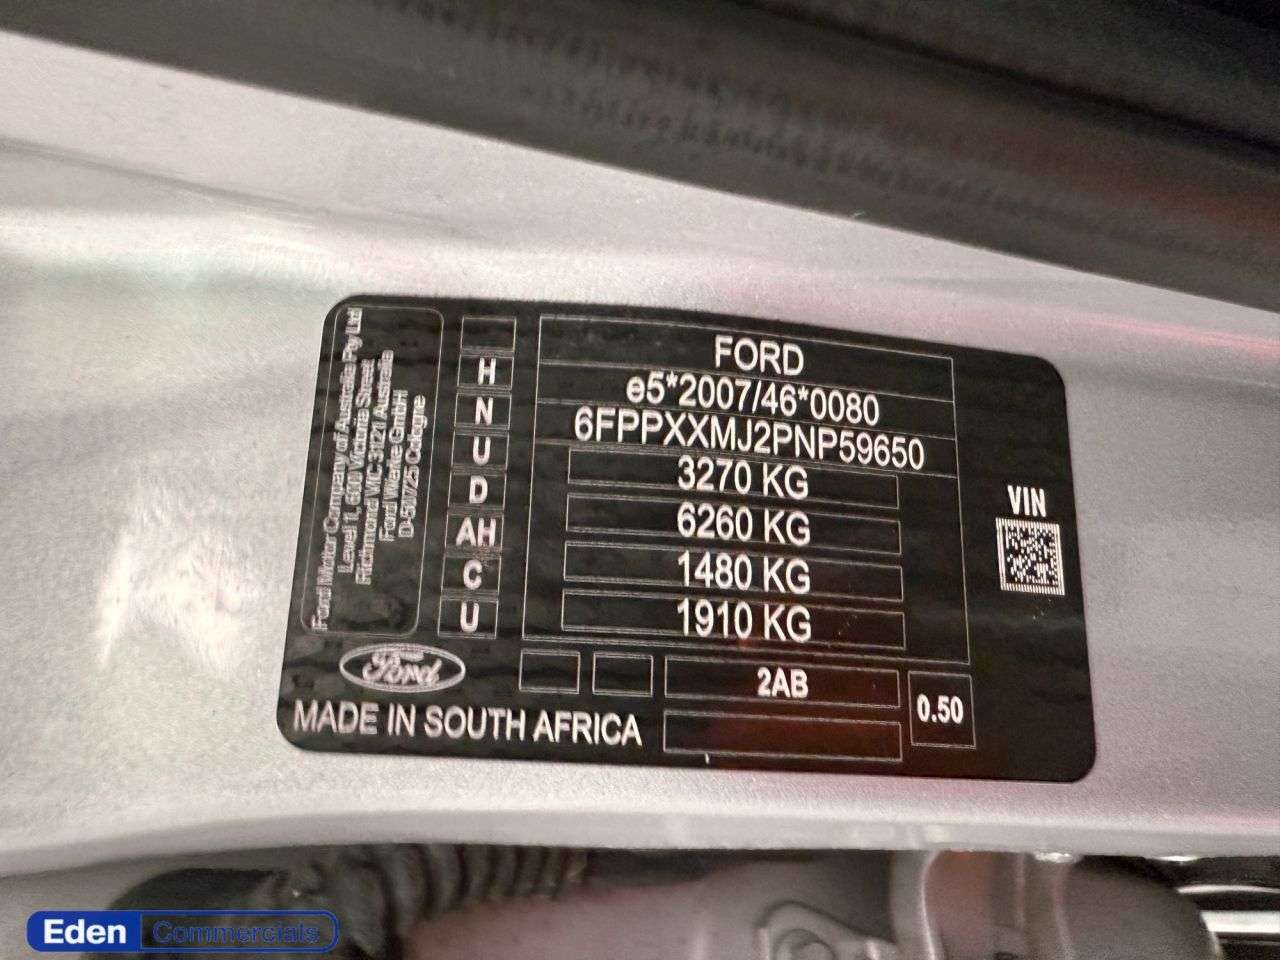 Ford Motor Company of Australia Pty Ltd
Level 1L, 600 Victoria Street
Richmond VIC 3121 Australia
Ford Werke GmbH
D-50725 Cologne
H
N
U
D
AH
C
U
FORD
e5*2007/46*0080
6FPPXXMJ2PNP59650
3270 KG
6260 KG
1480 KG
1910 KG
VIN
Ford
2AB
0.50
MADE IN SOUTH AFRICA
Eden Commercials